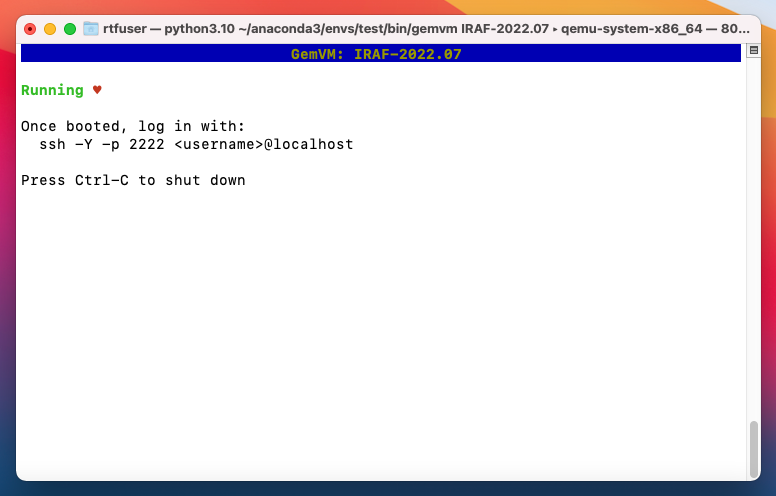 rtfuser — python3.10 ~/anaconda3/envs/test/bin/gemvm IRAF-2022.07 ▸ qemu-system-x86_64 — 80...
GemVM: IRAF-2022.07
Running ♥
Once booted, log in with:
ssh -Y -p 2222 <username>@localhost
Press Ctrl-C to shut down